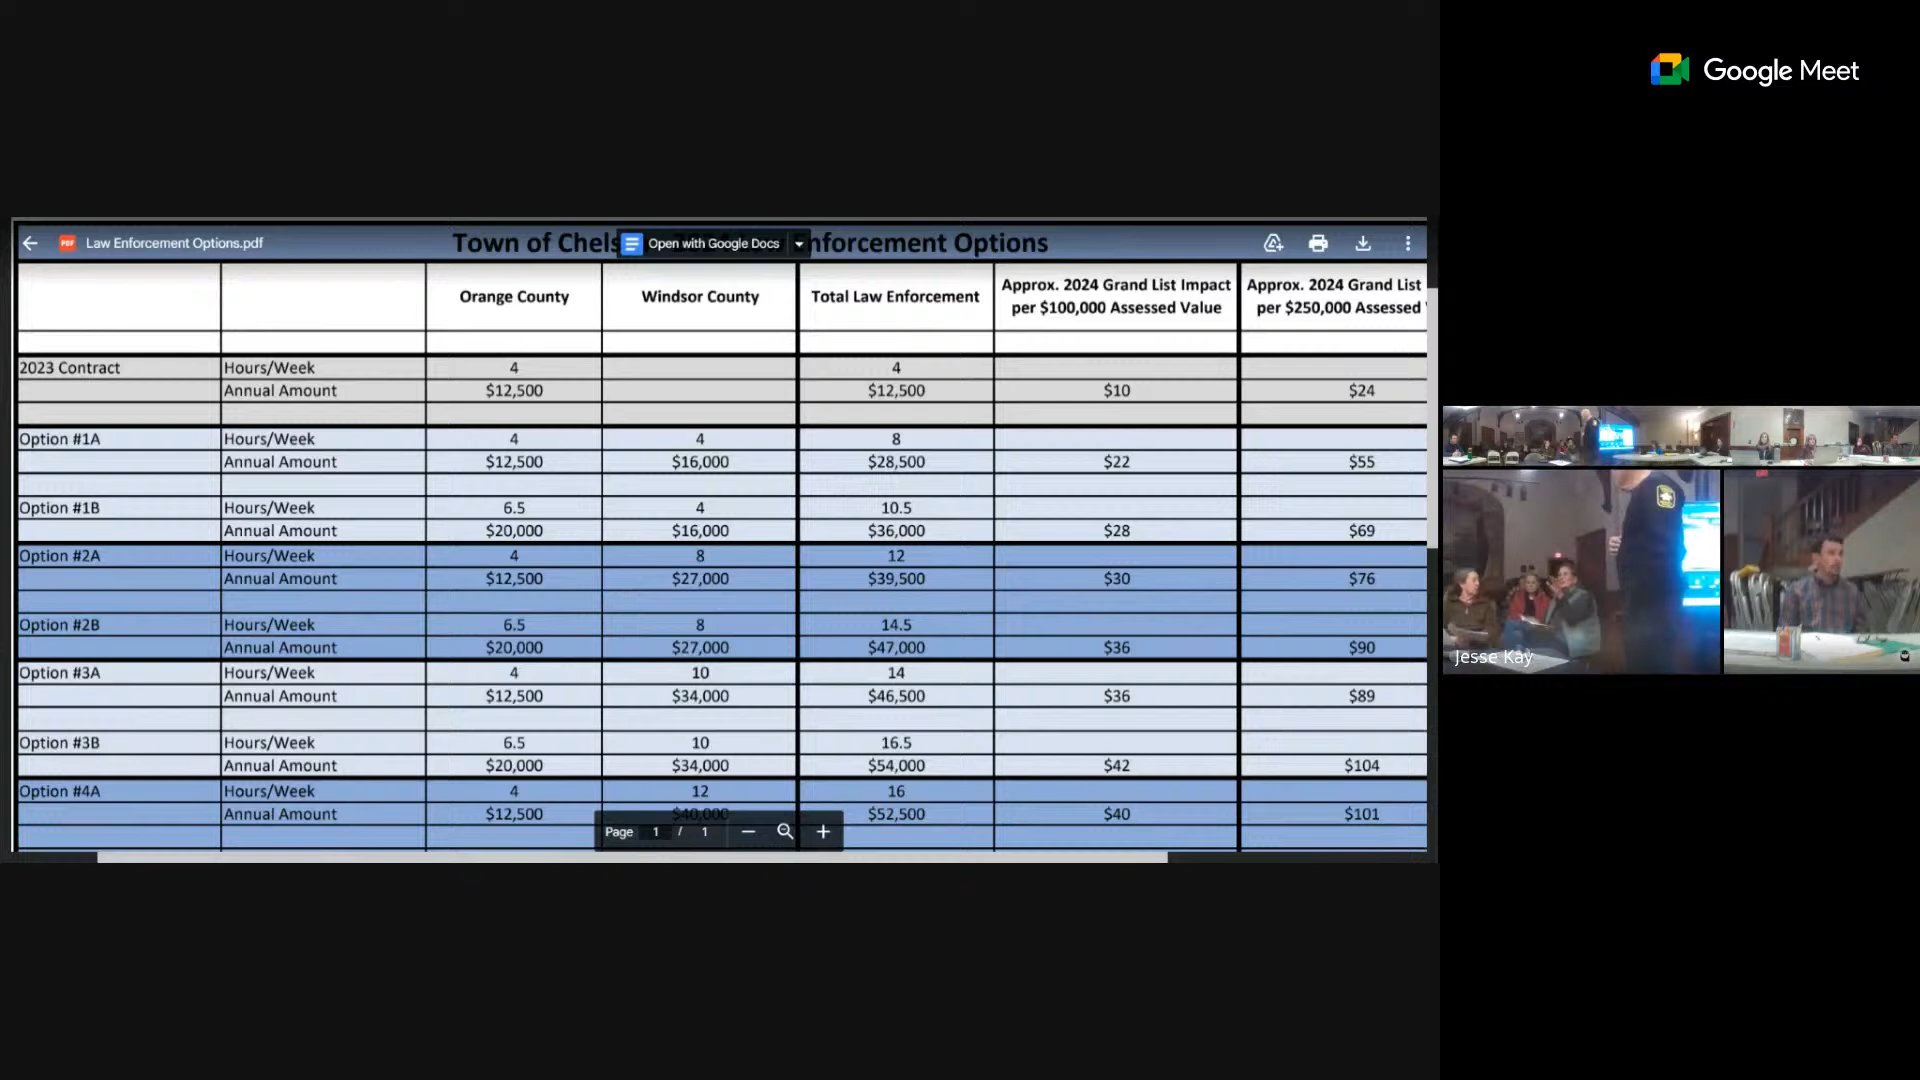 Google Meet
Law Enforcement Options.pdf
Town of Chels
Open with Google Docs
nforcement Options
Orange County Windsor County Total Law Enforcement Approx. 2024 Grand List Impact per $100,000 Assessed Value Approx. 2024 Grand List per $250,000 Assessed
2023 Contract Hours/Week 4 4
Annual Amount $12,500 $12,500 $10 $24
Option #1A Hours/Week 4 4 8
Annual Amount $12,500 $16,000 $28,500 $22 $55
Option #1B Hours/Week 6.5 4 10.5
Annual Amount $20,000 $16,000 $36,000 $28 $69
Option #2A Hours/Week 4 8 12
Annual Amount $12,500 $27,000 $39,500 $30 $76
Option #2B Hours/Week 6.5 8 14.5
Annual Amount $20,000 $27,000 $47,000 $36 $90
Option #3A Hours/Week 4 10 14
Annual Amount $12,500 $34,000 $46,500 $36 $89
Option #3B Hours/Week 6.5 10 16.5
Annual Amount $20,000 $34,000 $54,000 $42 $104
Option #4A Hours/Week 4 12 16
Annual Amount $12,500 $40,000 $52,500 $40 $101
Page 1 / 1
Jesse Kay